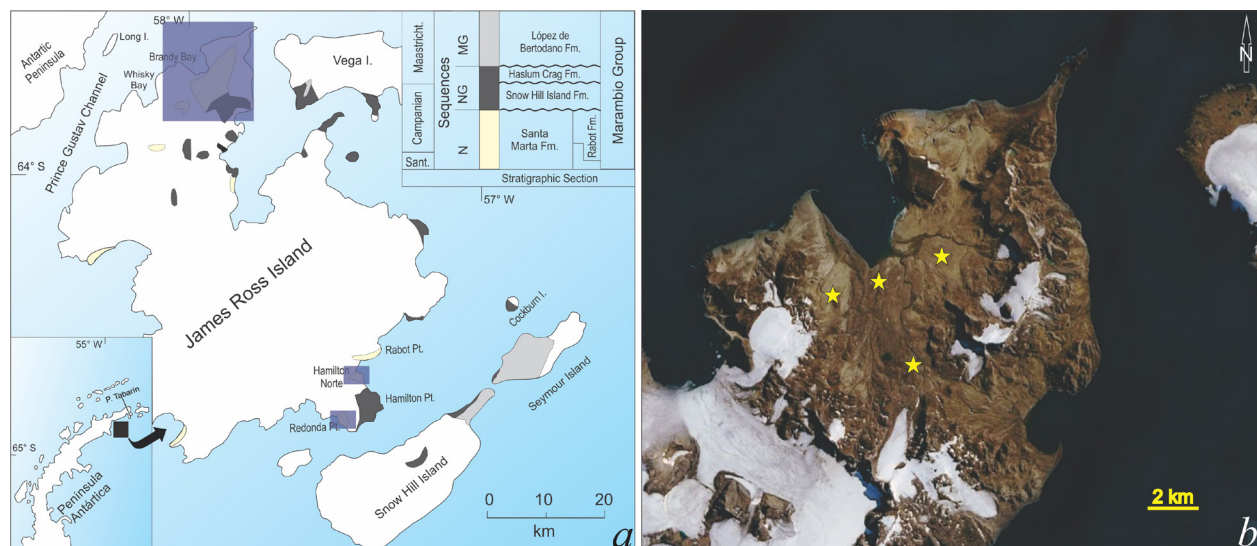 58° W
Long I.
Antartic
Peninsula
Brandy Bay
Whisky
Bay
Vega I.
Prince Gustav Channel
64° S
Maastricht
Campanian
Sant.
Sequences
MG
NG
N
López de
Bertodano Fm.
Haslum Crag Fm.
Snow Hill Island Fm.
Santa
Marta Fm.
Rabot Fm.
Marambio Group
Stratigraphic Section
57° W
James Ross Island
Cockburn I.
Rabot Pt.
Hamilton
Norte
Hamilton Pt.
Redonda Pt.
Seymour Island
Snow Hill Island
55° W
P. Tabarin
65° S
Península
Antártica
0 10 20
km
a
N
2 km
b